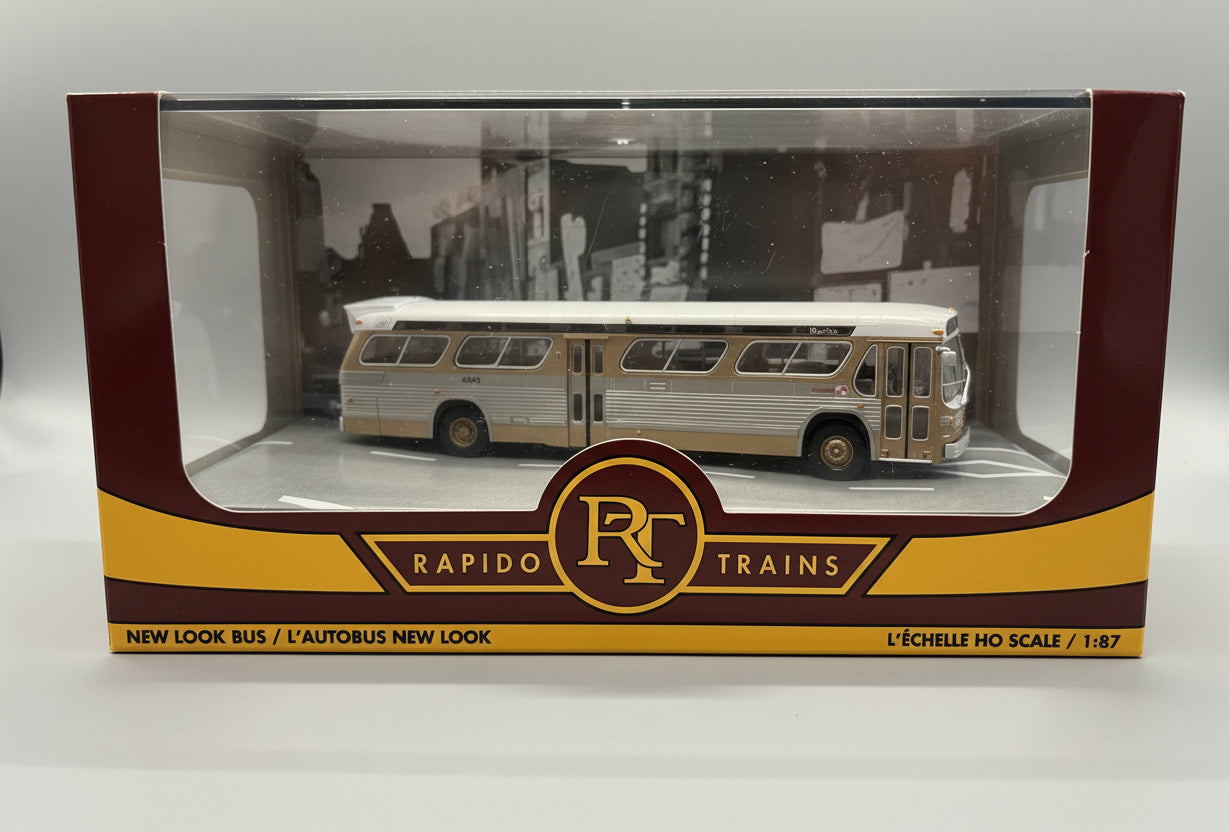 RAPIDO RT TRAINS
NEW LOOK BUS / L'AUTOBUS NEW LOOK
L'ÉCHELLE HO SCALE / 1:87